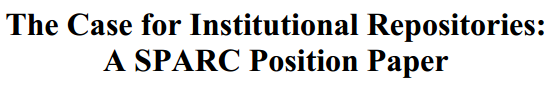 The Case for Institutional Repositories:
A SPARC Position Paper